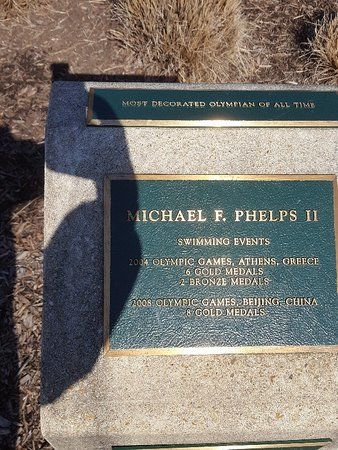 MOST DECORATED OLYMPIAN OF ALL TIME
MICHAEL F. PHELPS II
SWIMMING EVENTS
2004 OLYMPIC GAMES, ATHENS, GREECE
6 GOLD MEDALS
2 BRONZE MEDALS
2008 OLYMPIC GAMES, BEIJING, CHINA
8 GOLD MEDALS